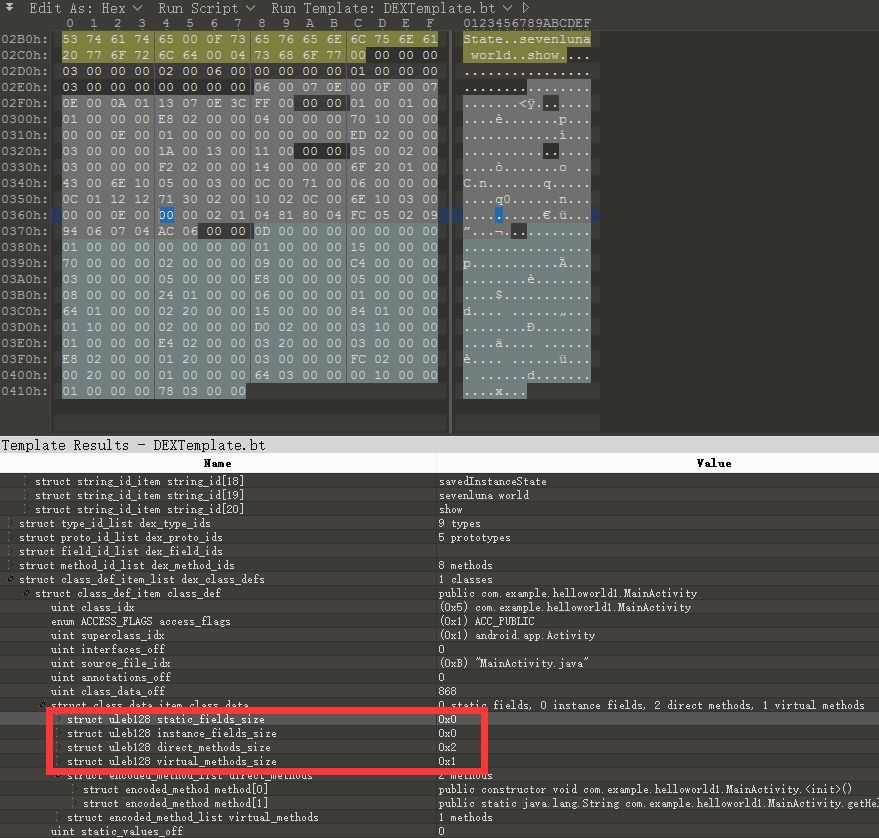 Edit As: Hex Run Script Run Template: DEXTemplate.bt
0 1 2 3 4 5 6 7 8 9 A B C D E F 0123456789ABCDEF
02B0h: 53 74 61 74 65 00 0F 73 65 76 65 6E 6C 75 6E 61 State..sevenluna
02C0h: 20 77 6F 72 6C 64 00 04 73 68 6F 77 00 00 00 00 world..show....
02D0h: 03 00 00 00 02 00 06 00 00 00 00 00 01 00 00 00 ................
02E0h: 03 00 00 00 00 00 00 00 06 00 07 0E 00 0F 00 07 ................
02F0h: 0E 00 0A 01 13 07 0E 3C FF 00 00 00 01 00 01 00 .......<ÿ.......
0300h: 01 00 00 00 E8 02 00 00 04 00 00 00 70 10 00 00 ....è.......p...
0310h: 00 00 0E 00 01 00 00 00 00 00 00 00 ED 02 00 00 ............í...
0320h: 03 00 00 00 1A 00 13 00 11 00 00 00 05 00 02 00 ................
0330h: 03 00 00 00 F2 02 00 00 14 00 00 00 6F 20 01 00 ....ò.......o ..
0340h: 43 00 6E 10 05 00 03 00 0C 00 71 00 06 00 00 00 C.n.......q.....
0350h: 0C 01 12 12 71 30 02 00 10 02 0C 00 6E 10 03 00 ....q0......n...
0360h: 00 00 0E 00 00 00 02 01 04 81 80 04 FC 05 02 09 ..........€.ü...
0370h: 94 06 07 04 AC 06 00 00 0D 00 00 00 00 00 00 00 ”...¬...........
0380h: 01 00 00 00 00 00 00 00 01 00 00 00 15 00 00 00 ................
0390h: 70 00 00 00 02 00 00 00 09 00 00 00 C4 00 00 00 p...........Ä...
03A0h: 03 00 00 00 05 00 00 00 E8 00 00 00 05 00 00 00 ........è.......
03B0h: 08 00 00 00 24 01 00 00 06 00 00 00 01 00 00 00 ....$...........
03C0h: 64 01 00 00 02 20 00 00 15 00 00 00 84 01 00 00 d.... ......„...
03D0h: 01 10 00 00 02 00 00 00 D0 02 00 00 03 10 00 00 ........Ð.......
03E0h: 01 00 00 00 E4 02 00 00 03 20 00 00 03 00 00 00 ....ä.... ......
03F0h: E8 02 00 00 01 20 00 00 03 00 00 00 FC 02 00 00 è.... ......ü...
0400h: 00 20 00 00 01 00 00 00 64 03 00 00 00 10 00 00 . ......d.......
0410h: 01 00 00 00 78 03 00 00 ....x...
Template Results - DEXTemplate.bt
Name Value
struct string_id_item string_id[18] savedInstanceState
struct string_id_item string_id[19] sevenluna world
struct string_id_item string_id[20] show
struct type_id_list dex_type_ids 9 types
struct proto_id_list dex_proto_ids 5 prototypes
struct field_id_list dex_field_ids
struct method_id_list dex_method_ids 8 methods
struct class_def_item_list dex_class_defs 1 classes
struct class_def_item class_def public com.example.helloworld1.MainActivity
uint class_idx (0x5) com.example.helloworld1.MainActivity
enum ACCESS_FLAGS access_flags (0x1) ACC_PUBLIC
uint superclass_idx (0x1) android.app.Activity
uint interfaces_off 0
uint source_file_idx (0xB) "MainActivity.java"
uint annotations_off 0
uint class_data_off 868
struct class_data_item class_data 0 static fields, 0 instance fields, 2 direct methods, 1 virtual methods
struct uleb128 static_fields_size 0x0
struct uleb128 instance_fields_size 0x0
struct uleb128 direct_methods_size 0x2
struct uleb128 virtual_methods_size 0x1
struct encoded_method_list direct_methods 2 methods
struct encoded_method method[0] public constructor void com.example.helloworld1.MainActivity.<init>()
struct encoded_method method[1] public static java.lang.String com.example.helloworld1.MainActivity.getHel
struct encoded_method_list virtual_methods 1 methods
uint static_values_off 0